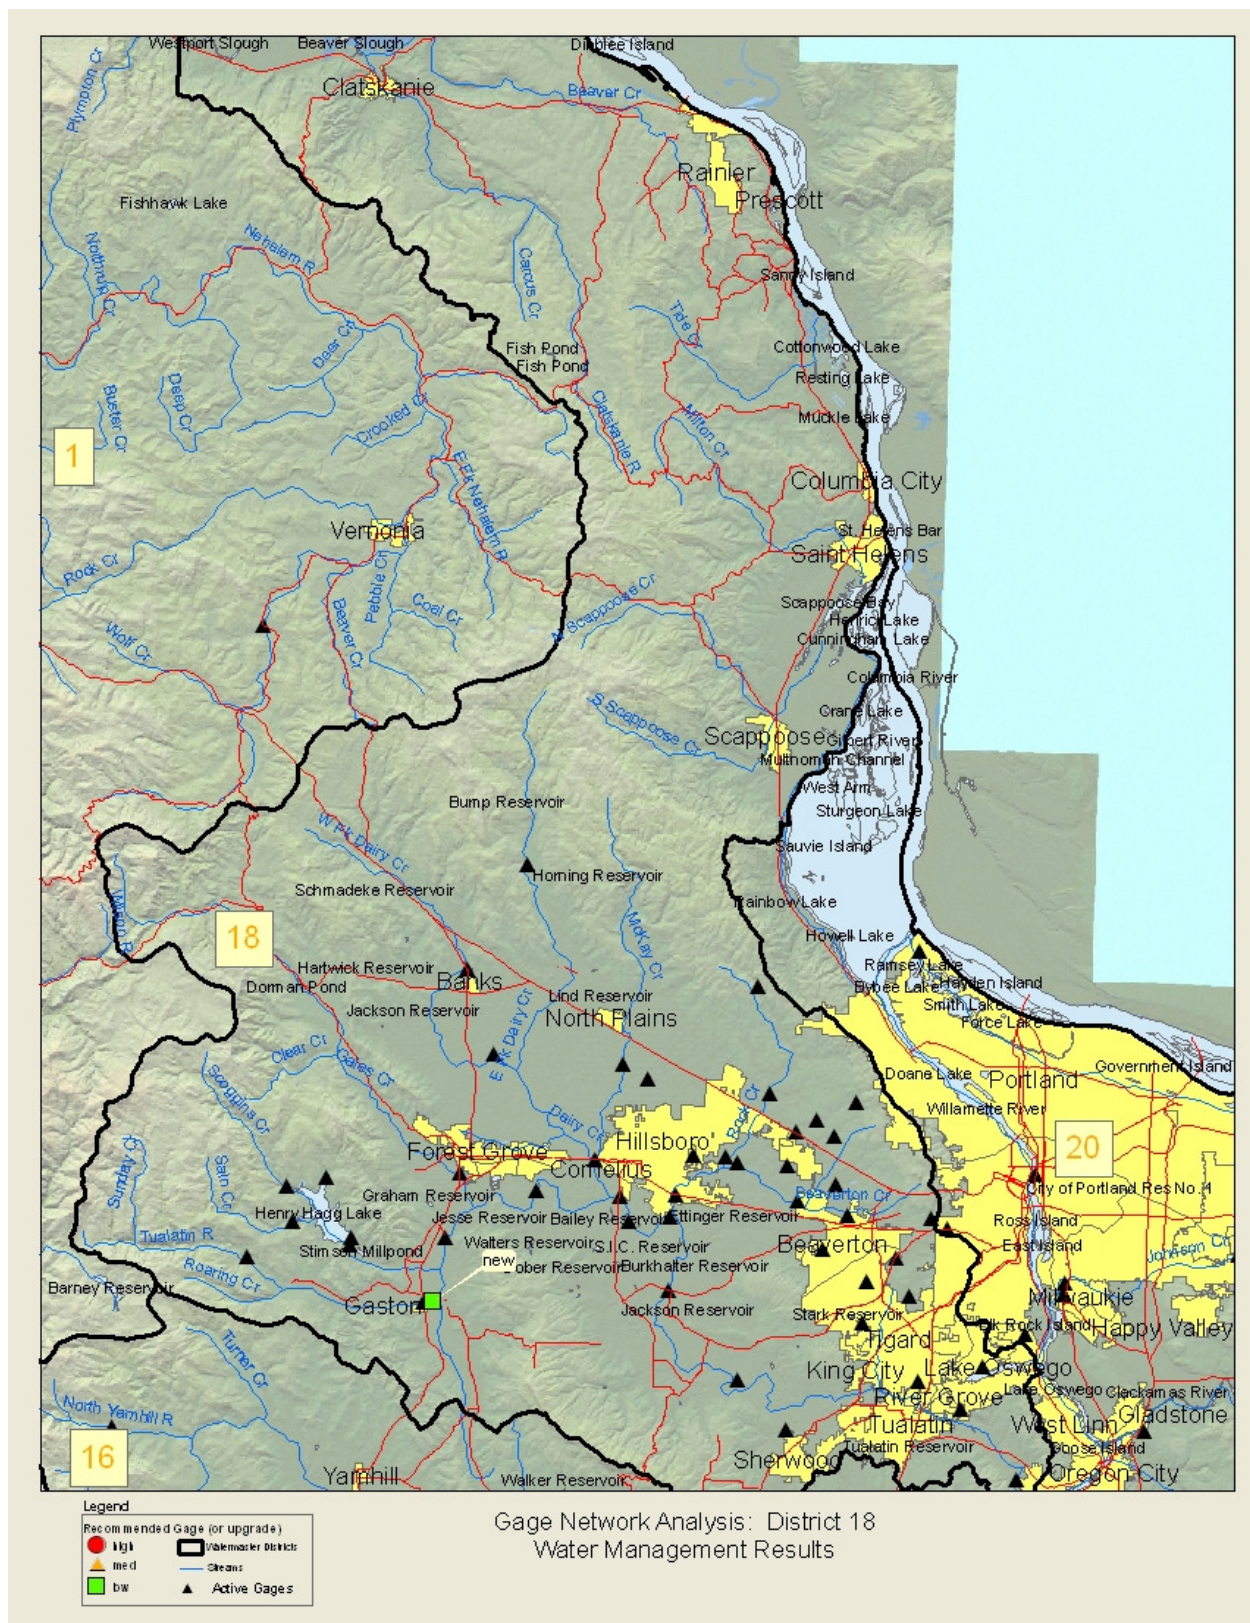 Westport Slough
Beaver Slough
Dibblee Island
Plympton Cr
Clatskanie
Beaver Cr
Rainier
Prescott
Fishhawk Lake
Nehalem R
Northrup Cr
Carcus Cr
Sandy Island
Tide Cr
Deer Cr
Fish Pond
Fish Pond
Cottonwood Lake
Resting Lake
Deep Cr
Buster Cr
Crooked Cr
Clatskanie R
Milton Cr
Muckle Lake
1
E Fk Nehalem R
Columbia City
Vernonia
St. Helens Bar
Saint Helens
Rock Cr
Pebble Cr
Coal Cr
Beaver Cr
N Scappoose Cr
Scappoose Bay
Henrici Lake
Cunningham Lake
Wolf Cr
Columbia River
S Scappoose Cr
Crane Lake
Scappoose
Gilbert River
Multnomah Channel
West Arm
Bump Reservoir
Sturgeon Lake
W Fk Dairy Cr
Sauvie Island
Horning Reservoir
Schmadeke Reservoir
Rainbow Lake
Wilson R
18
McKay Cr
Howell Lake
Hartwick Reservoir
Ramsey Lake
Banks
Dorman Pond
Bybee Lake
Hayden Island
Lind Reservoir
Jackson Reservoir
North Plains
Smith Lake
Force Lake
E Fk Dairy Cr
Clear Cr
Gales Cr
Scoggins Cr
Doane Lake
Portland
Government Island
Willamette River
Dairy Cr
Rock Cr
Hillsboro
Forest Grove
Cornelius
20
Sunday Cr
Sain Cr
Graham Reservoir
Beaverton Cr
City of Portland Res No. 4
Henry Hagg Lake
Jesse Reservoir
Bailey Reservoir
Ettinger Reservoir
Ross Island
Tualatin R
Stimson Millpond
Walters Reservoir
S.I.C. Reservoir
Beaverton
East Island
Johnson Cr
new
Dober Reservoir
Burkhalter Reservoir
Roaring Cr
Barney Reservoir
Gaston
Jackson Reservoir
Stark Reservoir
Milwaukie
Elk Rock Island
Happy Valley
Tigard
Turner Cr
King City
Lake Oswego
River Grove
Lake Oswego
Clackamas River
North Yamhill R
Tualatin
West Linn
Gladstone
16
Sherwood
Tualatin Reservoir
Goose Island
Yamhill
Walker Reservoir
Oregon City
Legend
Recommended Gage (or upgrade)
high
Watermaster Districts
med
Streams
low
Active Gages
Gage Network Analysis: District 18
Water Management Results